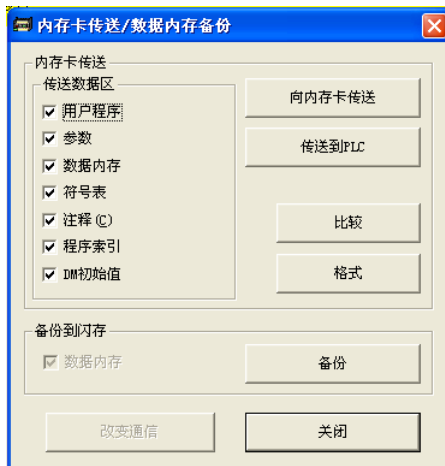 内存卡传送/数据内存备份
内存卡传送
传送数据区
用户程序
参数
数据内存
符号表
注释(C)
程序索引
DM初始值
向内存卡传送
传送到PLC
比较
格式
备份到闪存
数据内存
备份
改变通信
关闭